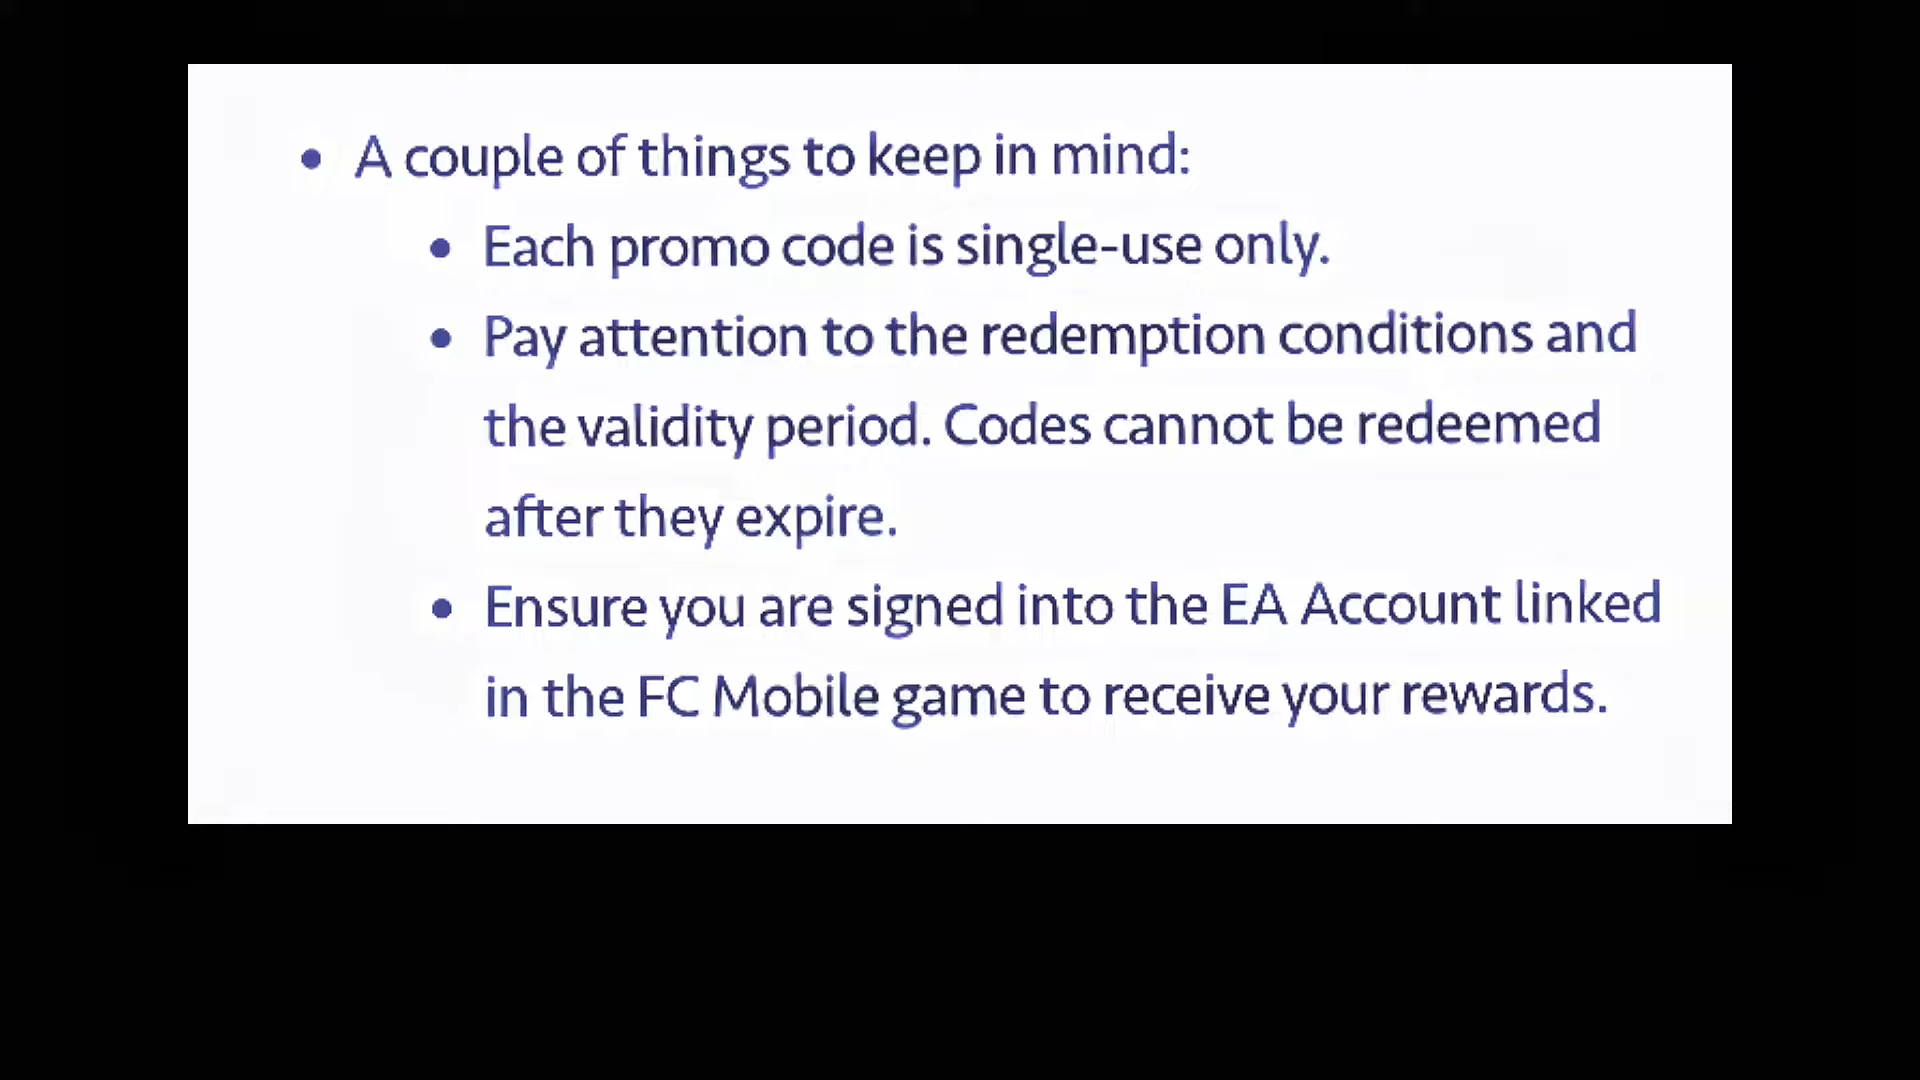 • A couple of things to keep in mind:
• Each promo code is single-use only.
• Pay attention to the redemption conditions and
the validity period. Codes cannot be redeemed
after they expire.
• Ensure you are signed into the EA Account linked
in the FC Mobile game to receive your rewards.